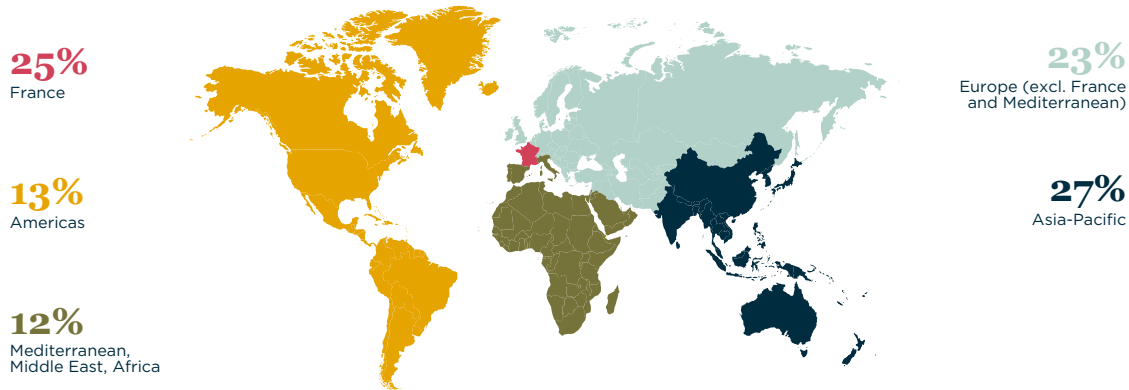 25%
France
13%
Americas
12%
Mediterranean,
Middle East, Africa
23%
Europe (excl. France
and Mediterranean)
27%
Asia-Pacific